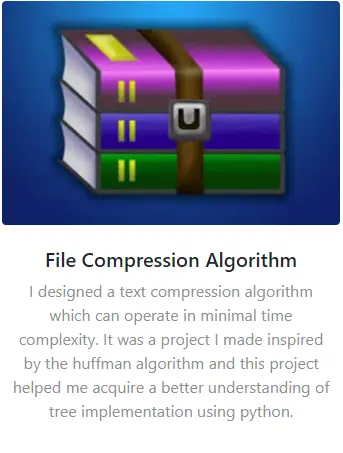 U
File Compression Algorithm
I designed a text compression algorithm
which can operate in minimal time
complexity. It was a project I made inspired
by the huffman algorithm and this project
helped me acquire a better understanding of
tree implementation using python.